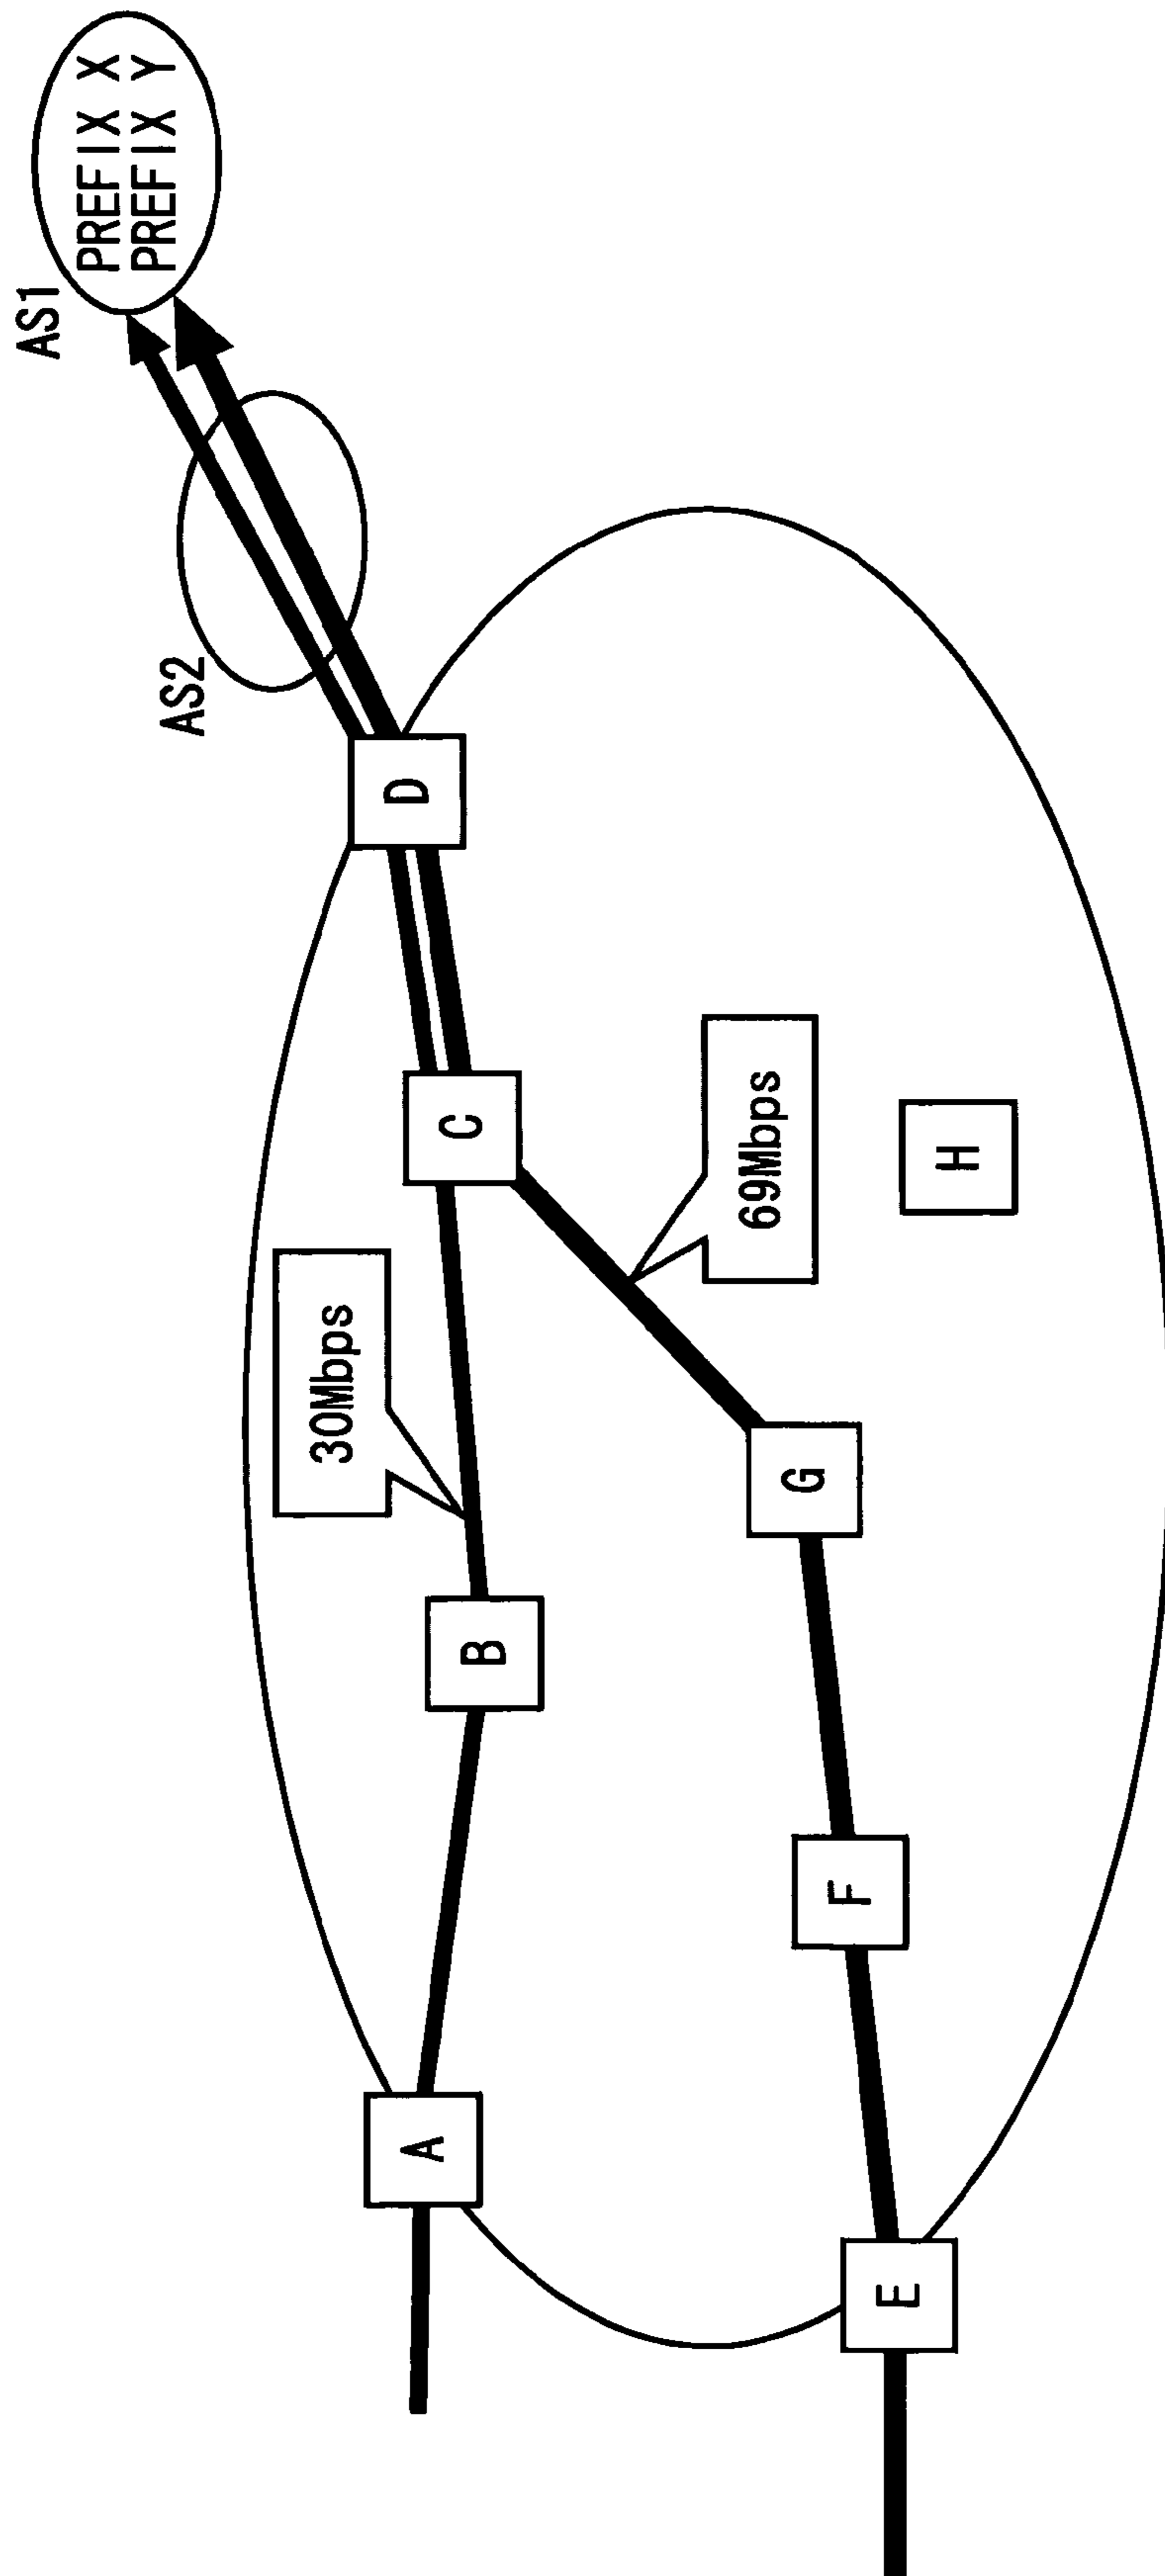 AS1
PREFIX X
PREFIX Y
AS2
D
C
30Mbps
69Mbps
B
G
H
A
F
E